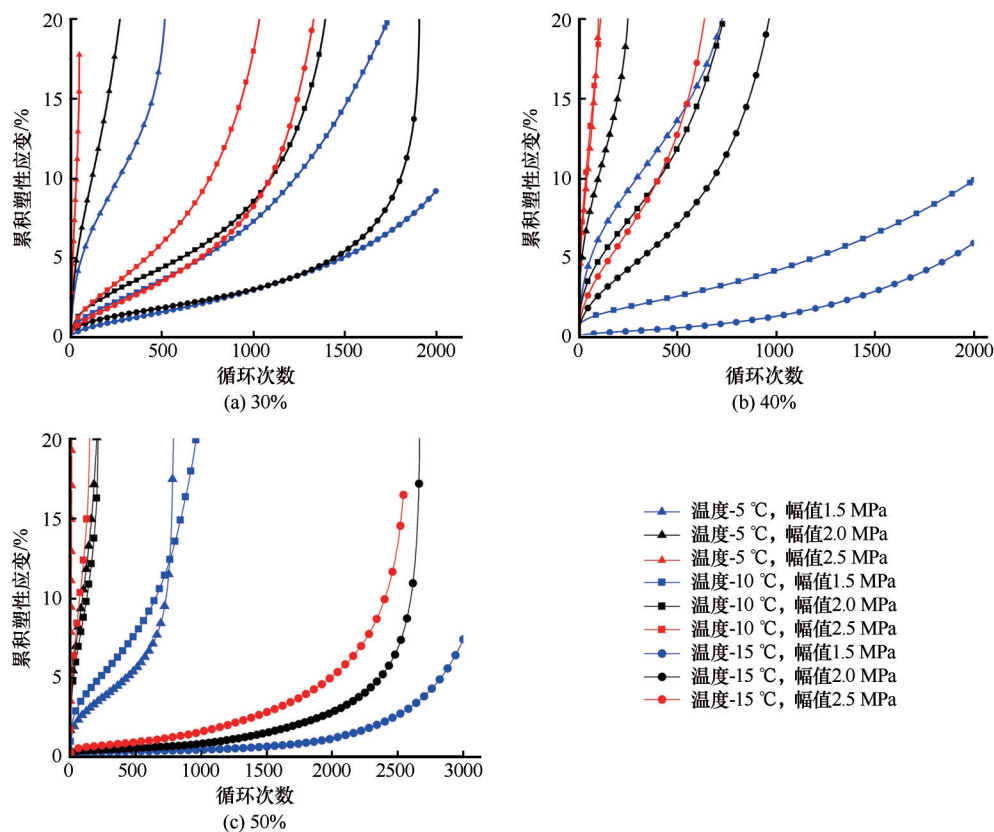 20
15
10
5
0
累积塑性应变/%
0 500 1000 1500 2000
循环次数
(a) 30%
20
15
10
5
0
累积塑性应变/%
0 500 1000 1500 2000
循环次数
(b) 40%
20
15
10
5
0
累积塑性应变/%
0 500 1000 1500 2000 2500 3000
循环次数
(c) 50%
温度-5 ℃，幅值1.5 MPa
温度-5 ℃，幅值2.0 MPa
温度-5 ℃，幅值2.5 MPa
温度-10 ℃，幅值1.5 MPa
温度-10 ℃，幅值2.0 MPa
温度-10 ℃，幅值2.5 MPa
温度-15 ℃，幅值1.5 MPa
温度-15 ℃，幅值2.0 MPa
温度-15 ℃，幅值2.5 MPa